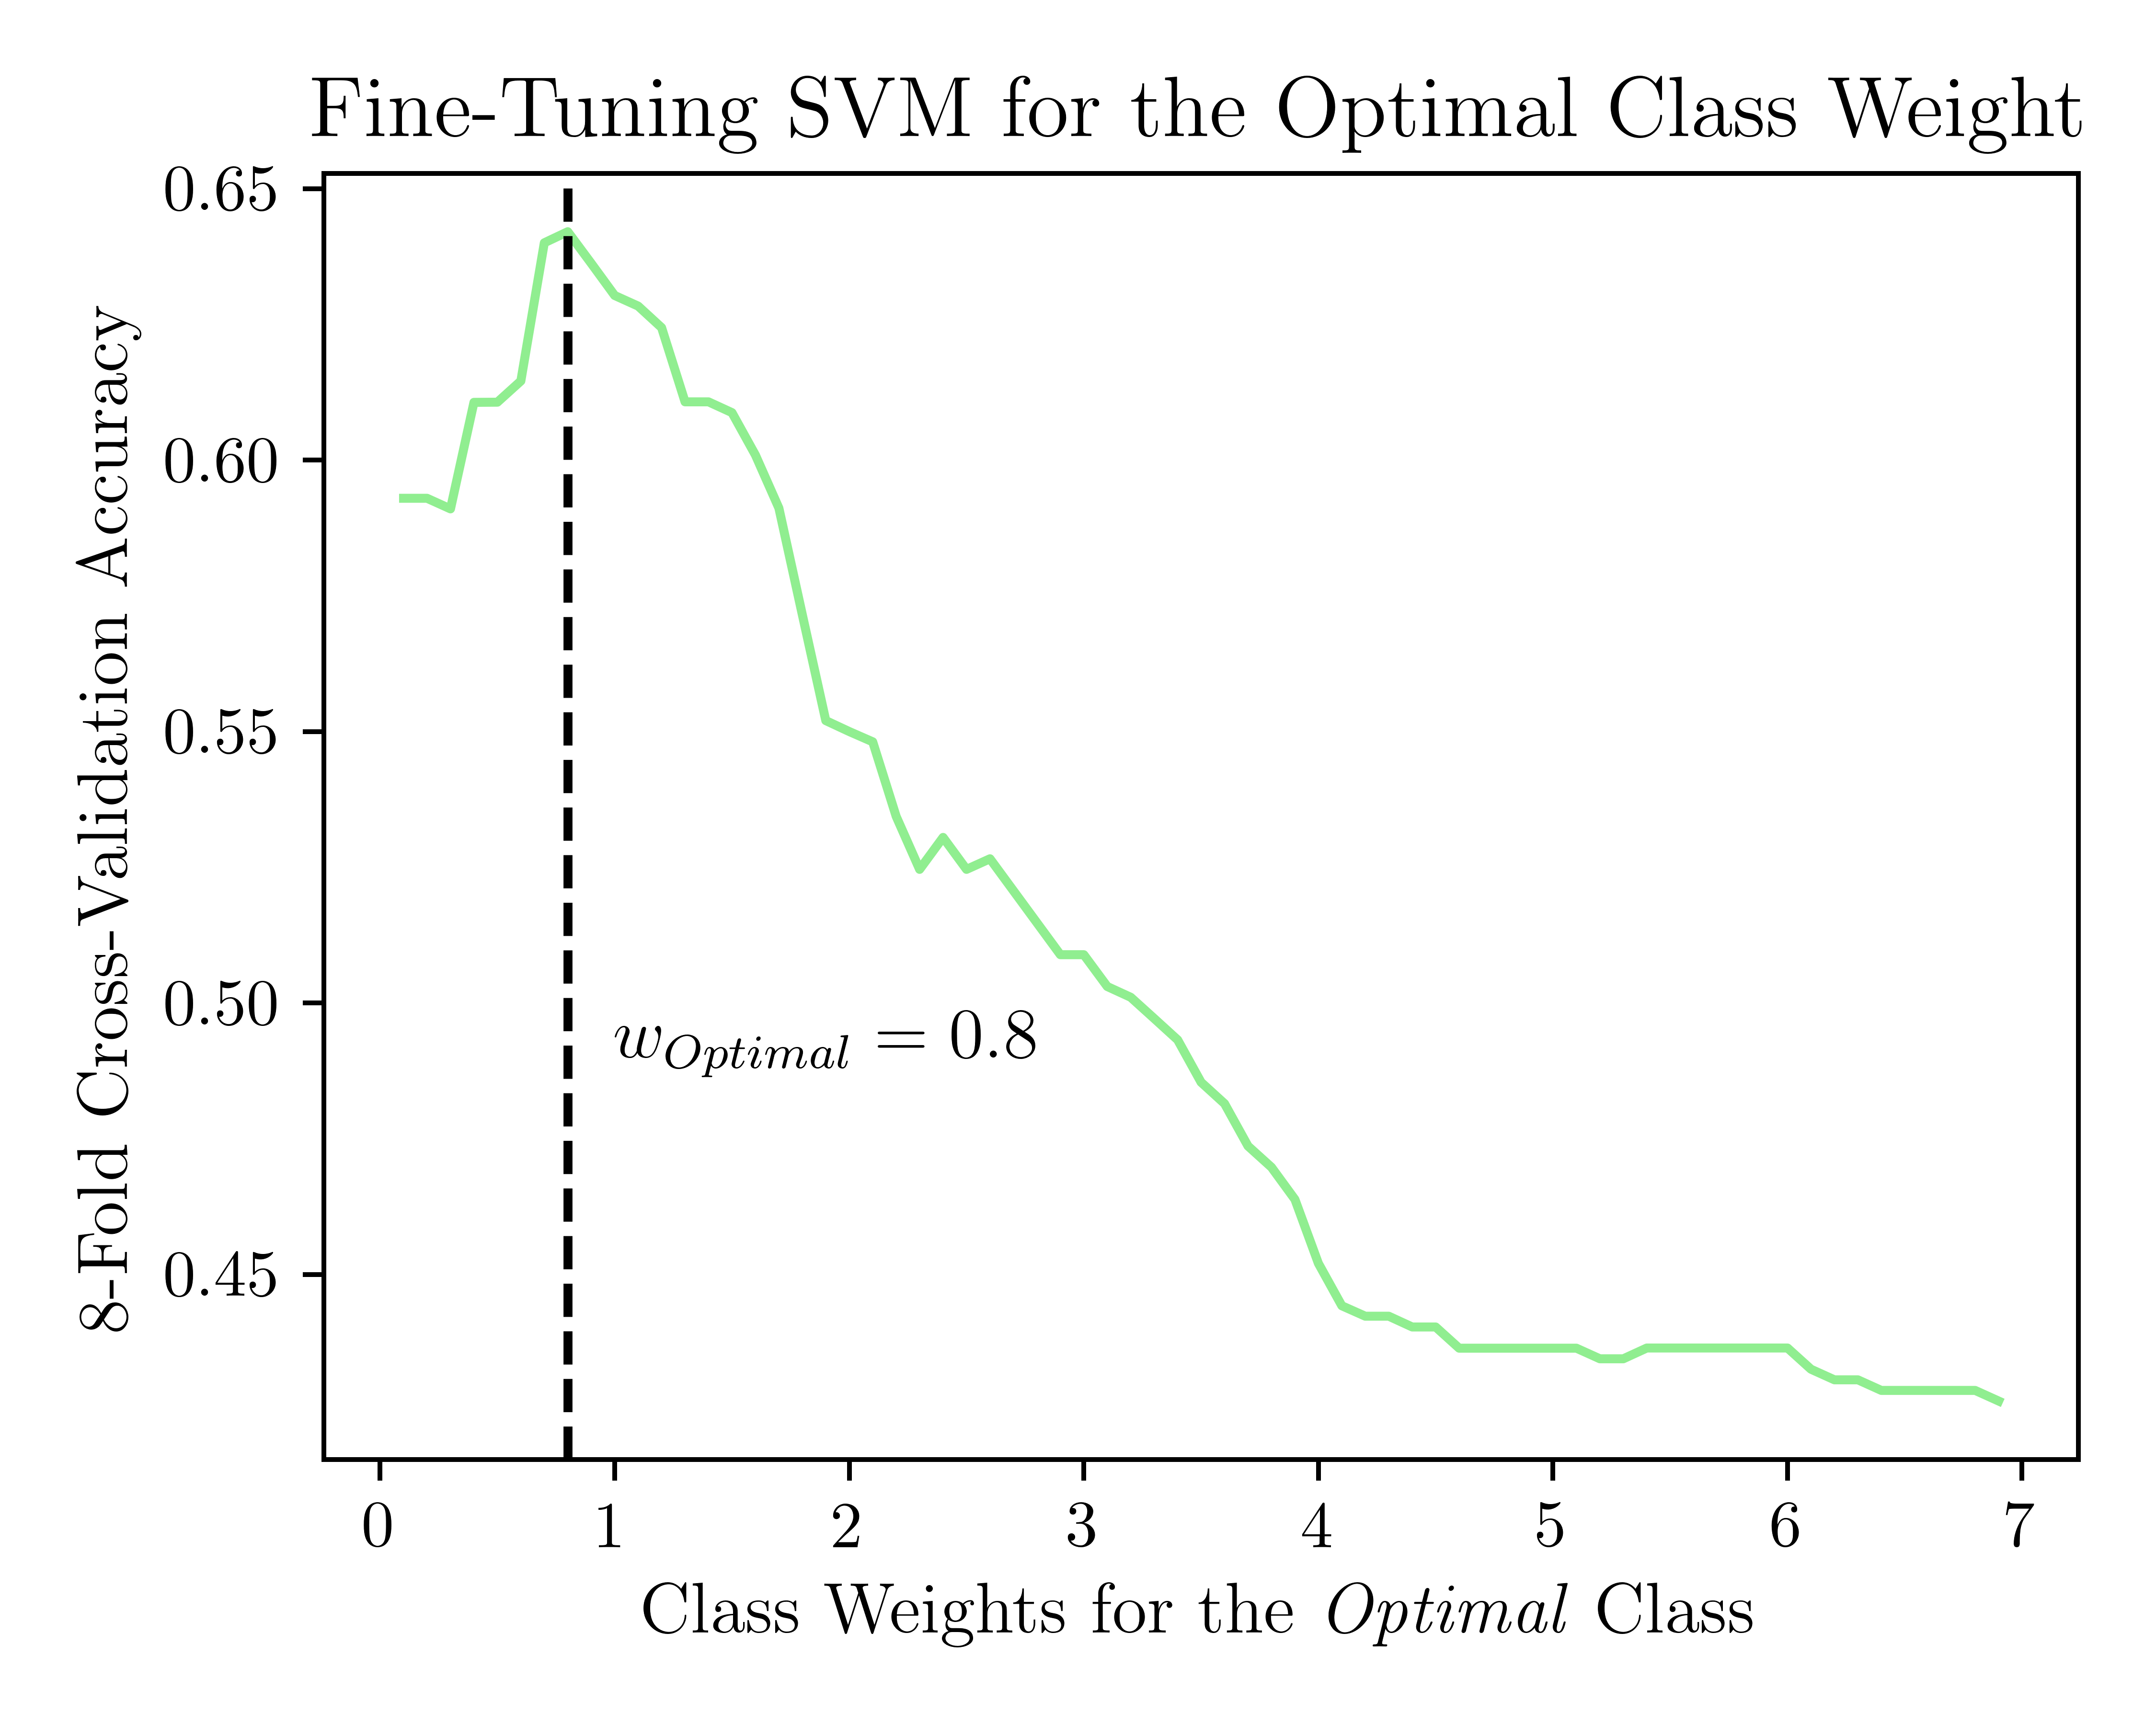 Fine-Tuning SVM for the Optimal Class Weight
8-Fold Cross-Validation Accuracy
0.65
0.60
0.55
0.50
0.45
w_{Optimal} = 0.8
0 1 2 3 4 5 6 7
Class Weights for the Optimal Class